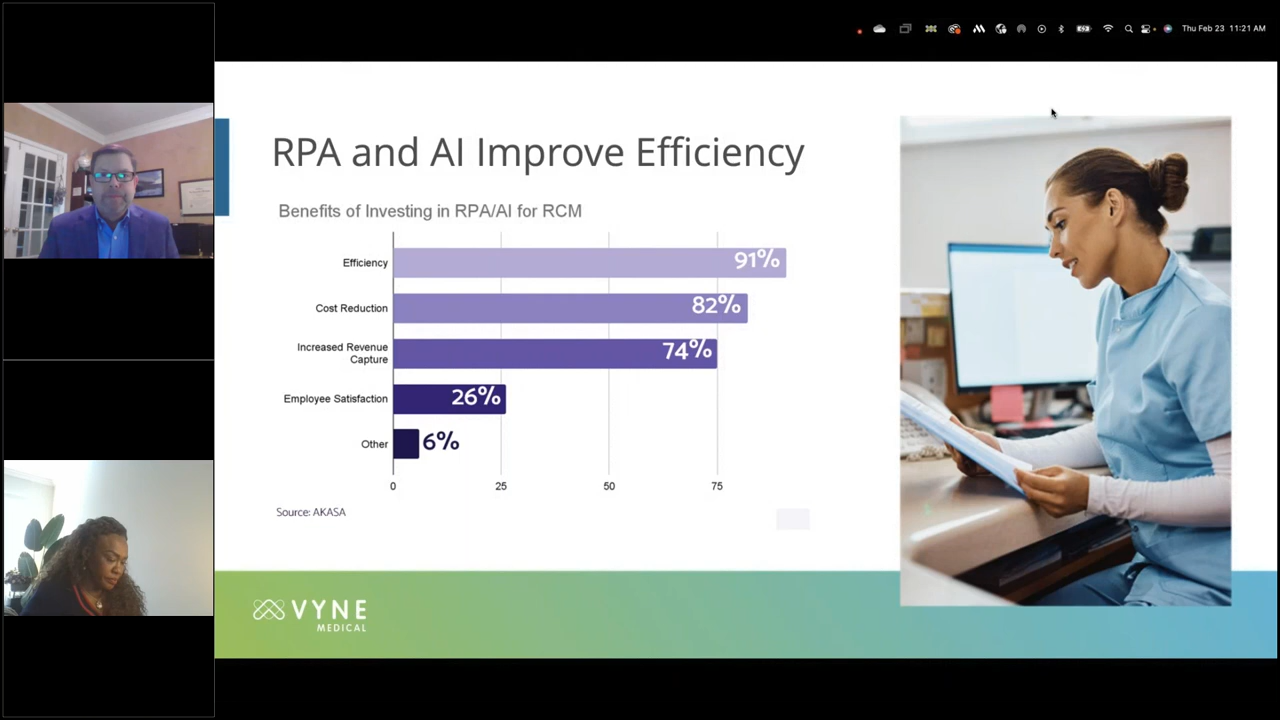 Thu Feb 23 11:21 AM
RPA and AI Improve Efficiency
Benefits of Investing in RPA/AI for RCM
Efficiency
91%
Cost Reduction
82%
Increased Revenue
Capture
74%
Employee Satisfaction
26%
Other
6%
0 25 50 75
Source: AKASA
VYNE
MEDICAL